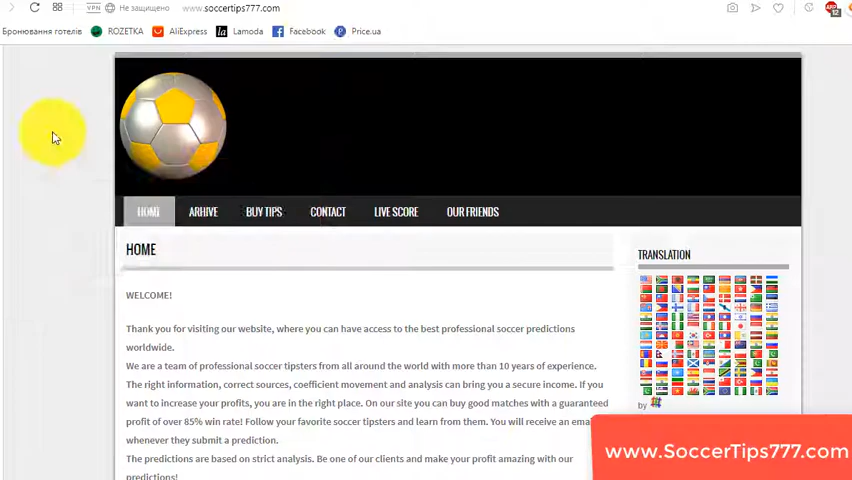 VPN Не защищено www.soccertips777.com
Бронювання готелів ROZETKA AliExpress la Lamoda Facebook Price.ua
HOME ARHIVE BUY TIPS CONTACT LIVE SCORE OUR FRIENDS
HOME
WELCOME!
Thank you for visiting our website, where you can have access to the best professional soccer predictions
worldwide.
We are a team of professional soccer tipsters from all around the world with more than 10 years of experience.
The right information, correct sources, coefficient movement and analysis can bring you a secure income. If you
want to increase your profits, you are in the right place. On our site you can buy good matches with a guaranteed
profit of over 85% win rate! Follow your favorite soccer tipsters and learn from them. You will receive an
whenever they submit a prediction.
The predictions are based on strict analysis. Be one of our clients and make your profit amazing with our
predictions!
TRANSLATION
by
www.SoccerTips777.com